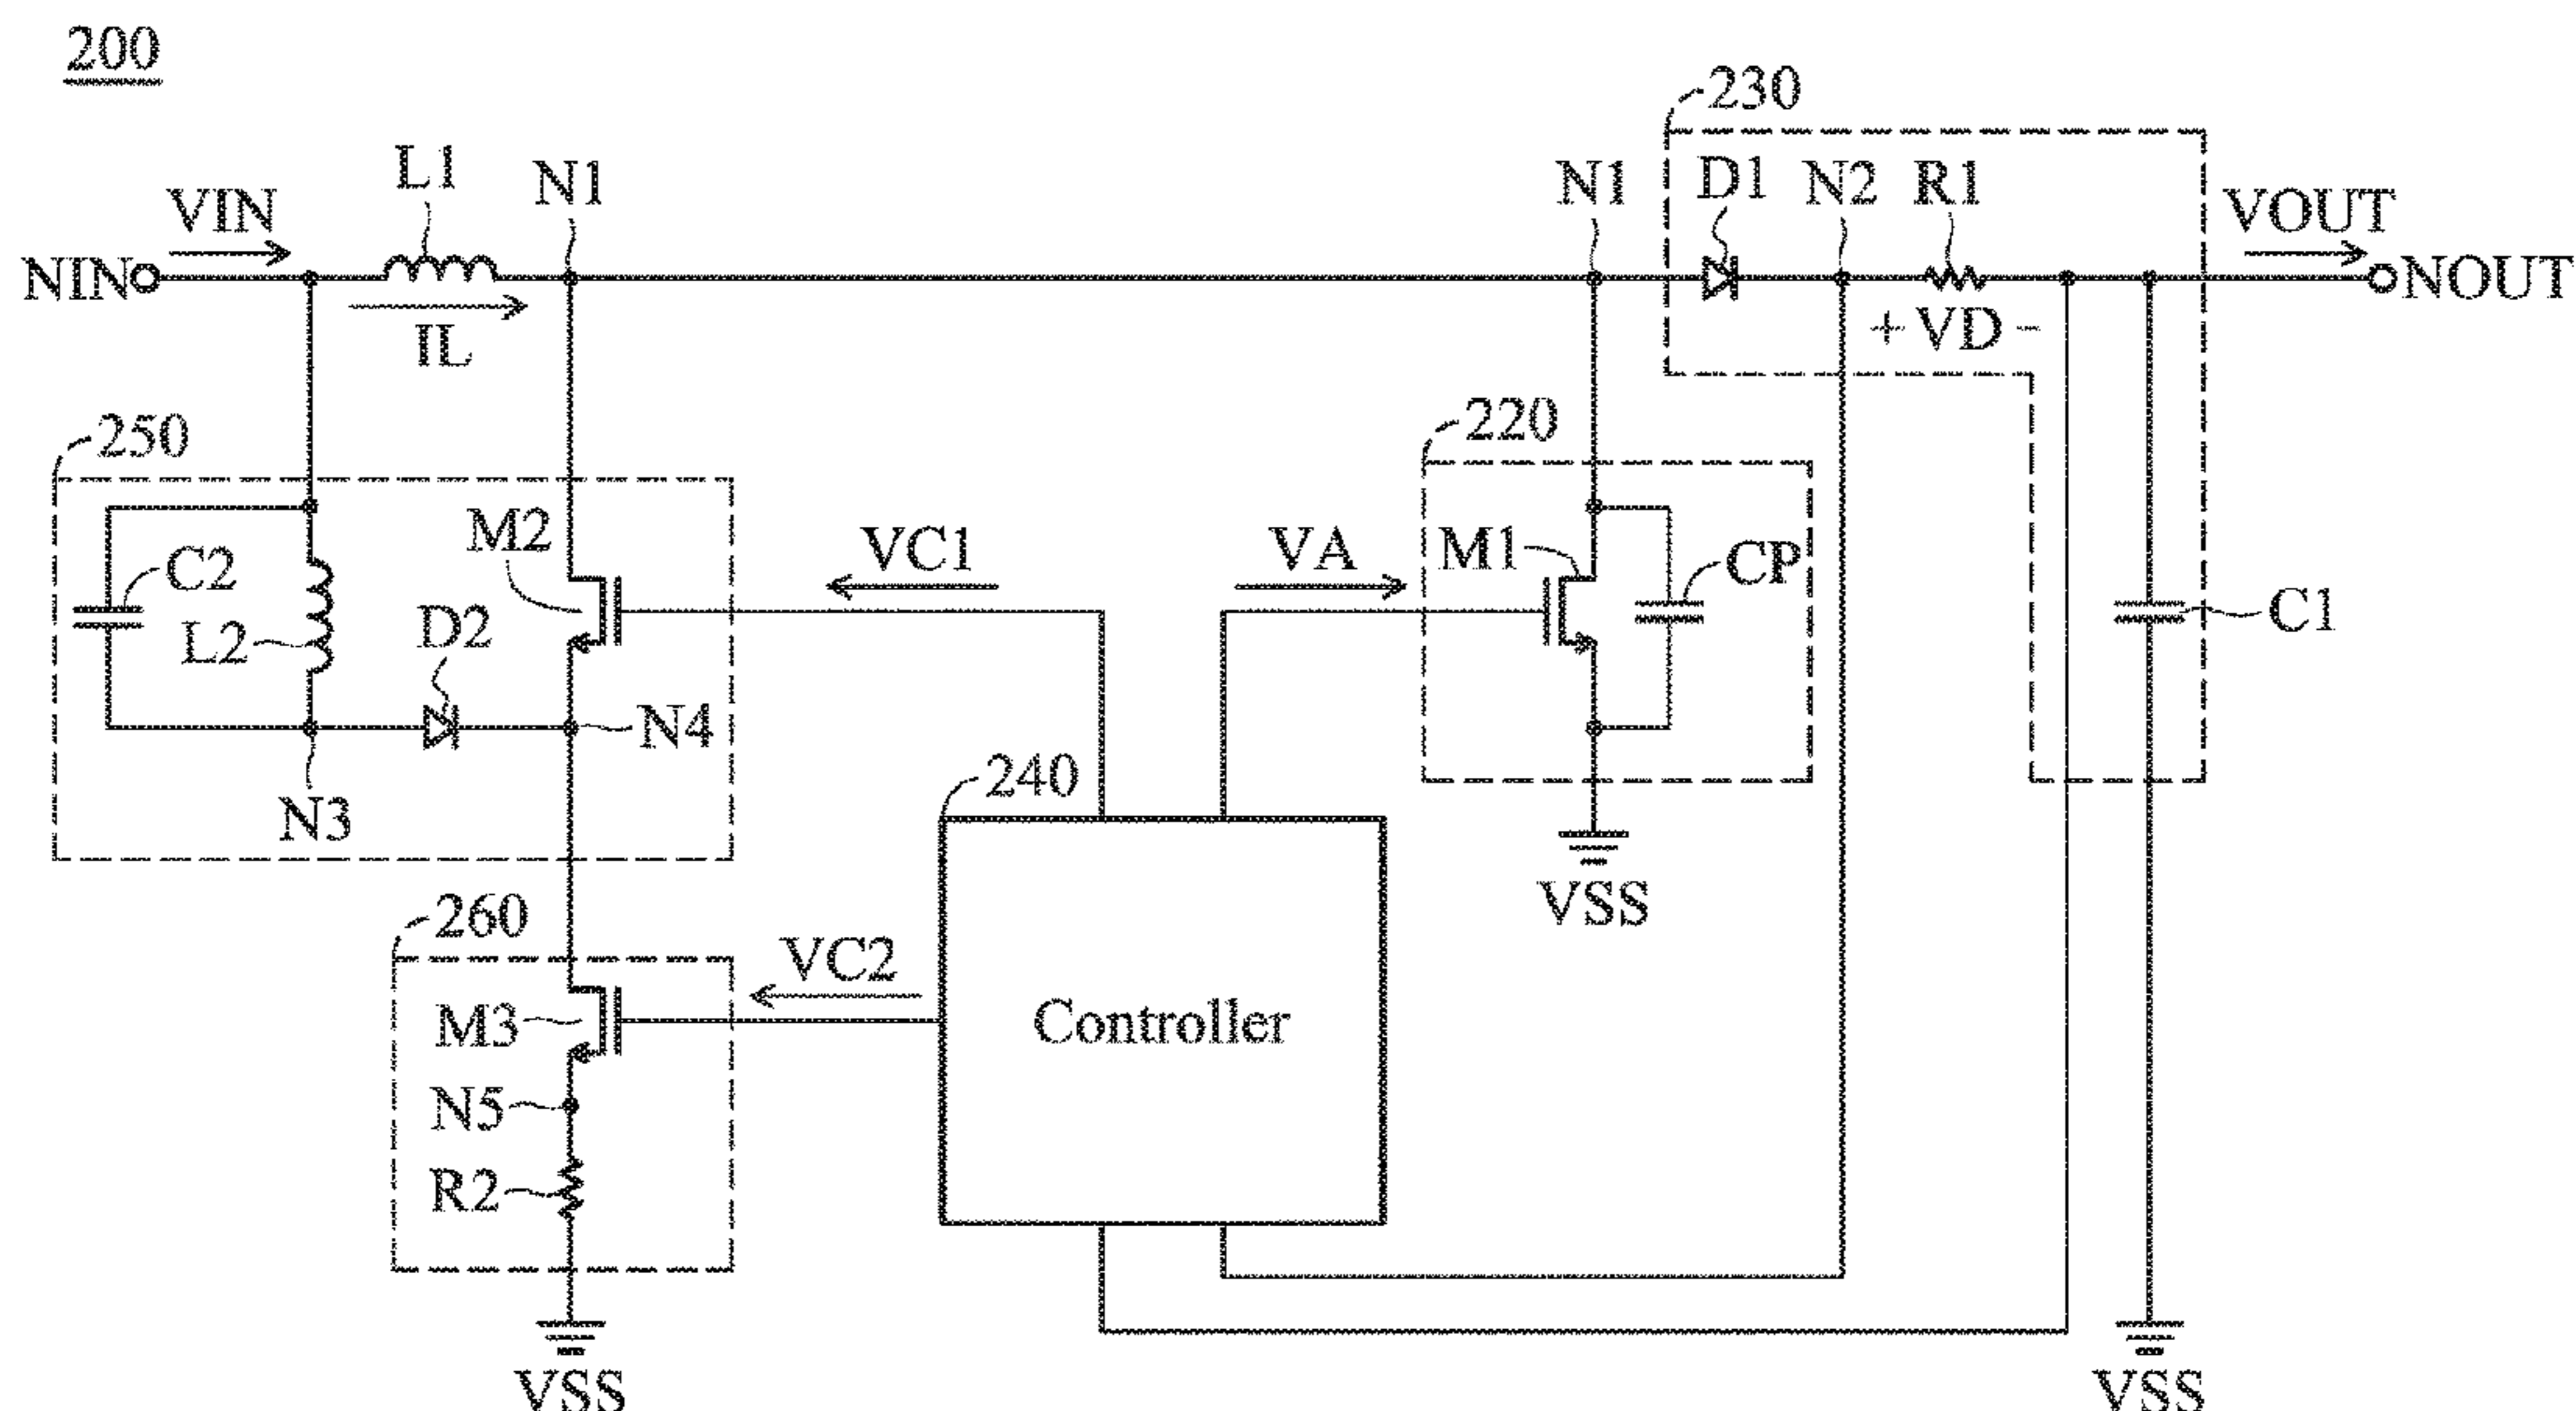 200
230
L1
N1
N1
D1
N2
R1
VIN
VOUT
NIN
NOUT
IL
+ VD -
250
220
M2
VC1
VA
M1
CP
C2
L2
D2
C1
N4
N3
240
VSS
260
VC2
M3
Controller
N5
R2
VSS
VSS